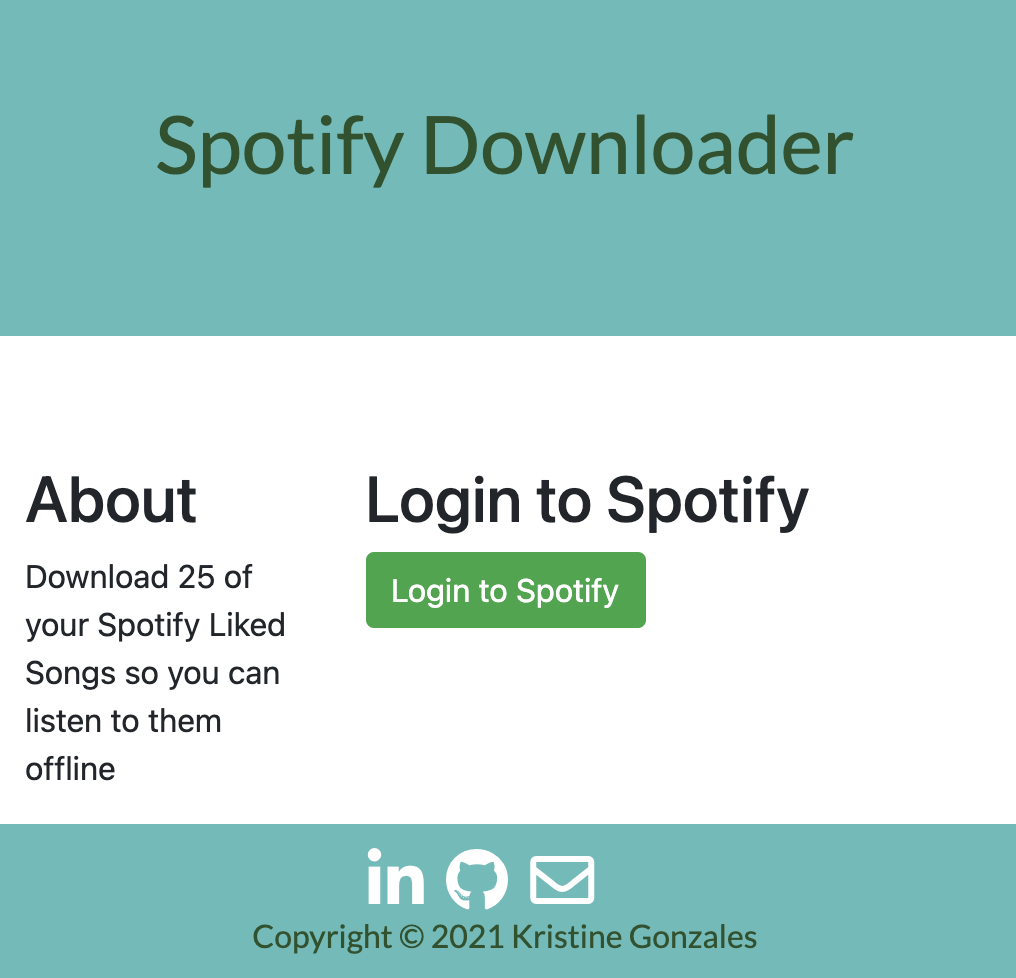 Spotify Downloader
About
Download 25 of
your Spotify Liked
Songs so you can
listen to them
offline
Login to Spotify
Login to Spotify
in
Copyright © 2021 Kristine Gonzales